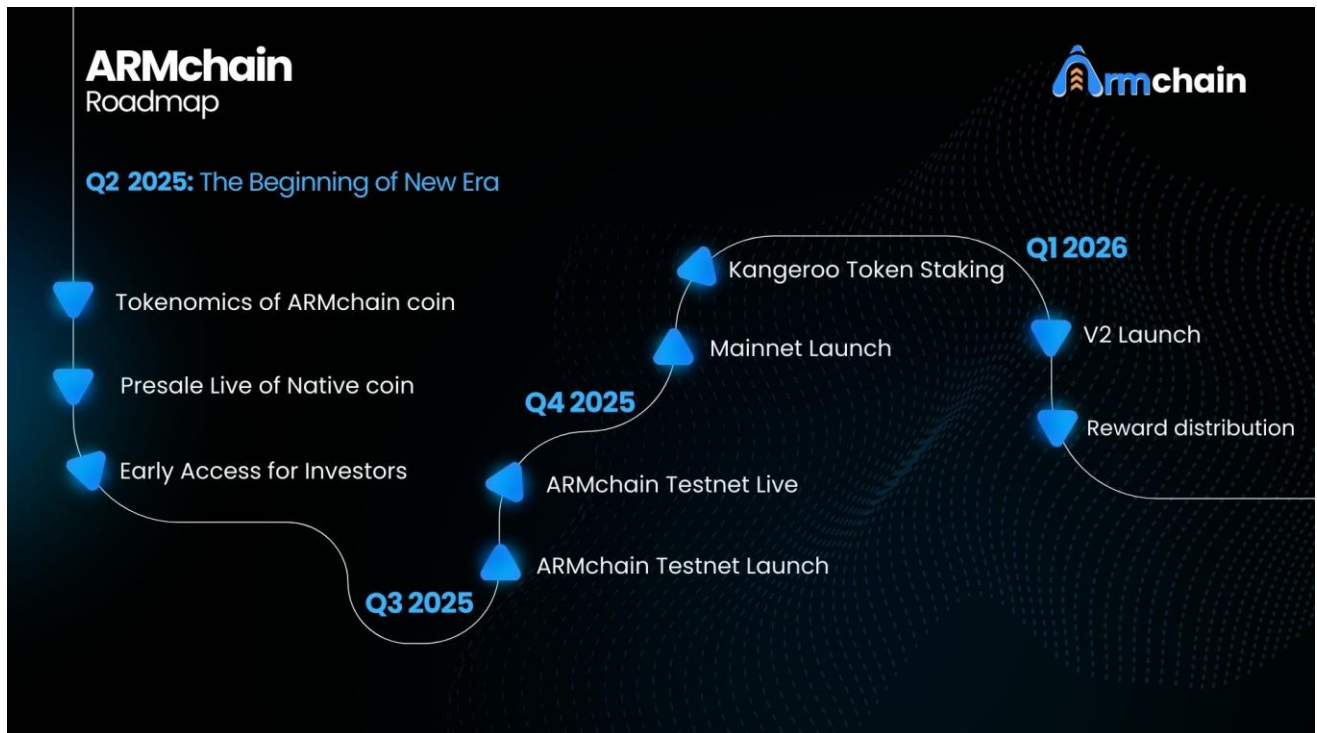 ARMchain
Roadmap
Armchain
Q2 2025: The Beginning of New Era
Tokenomics of ARMchain coin
Presale Live of Native coin
Early Access for Investors
Q3 2025
ARMchain Testnet Launch
ARMchain Testnet Live
Q4 2025
Mainnet Launch
Kangeroo Token Staking
Q1 2026
V2 Launch
Reward distribution